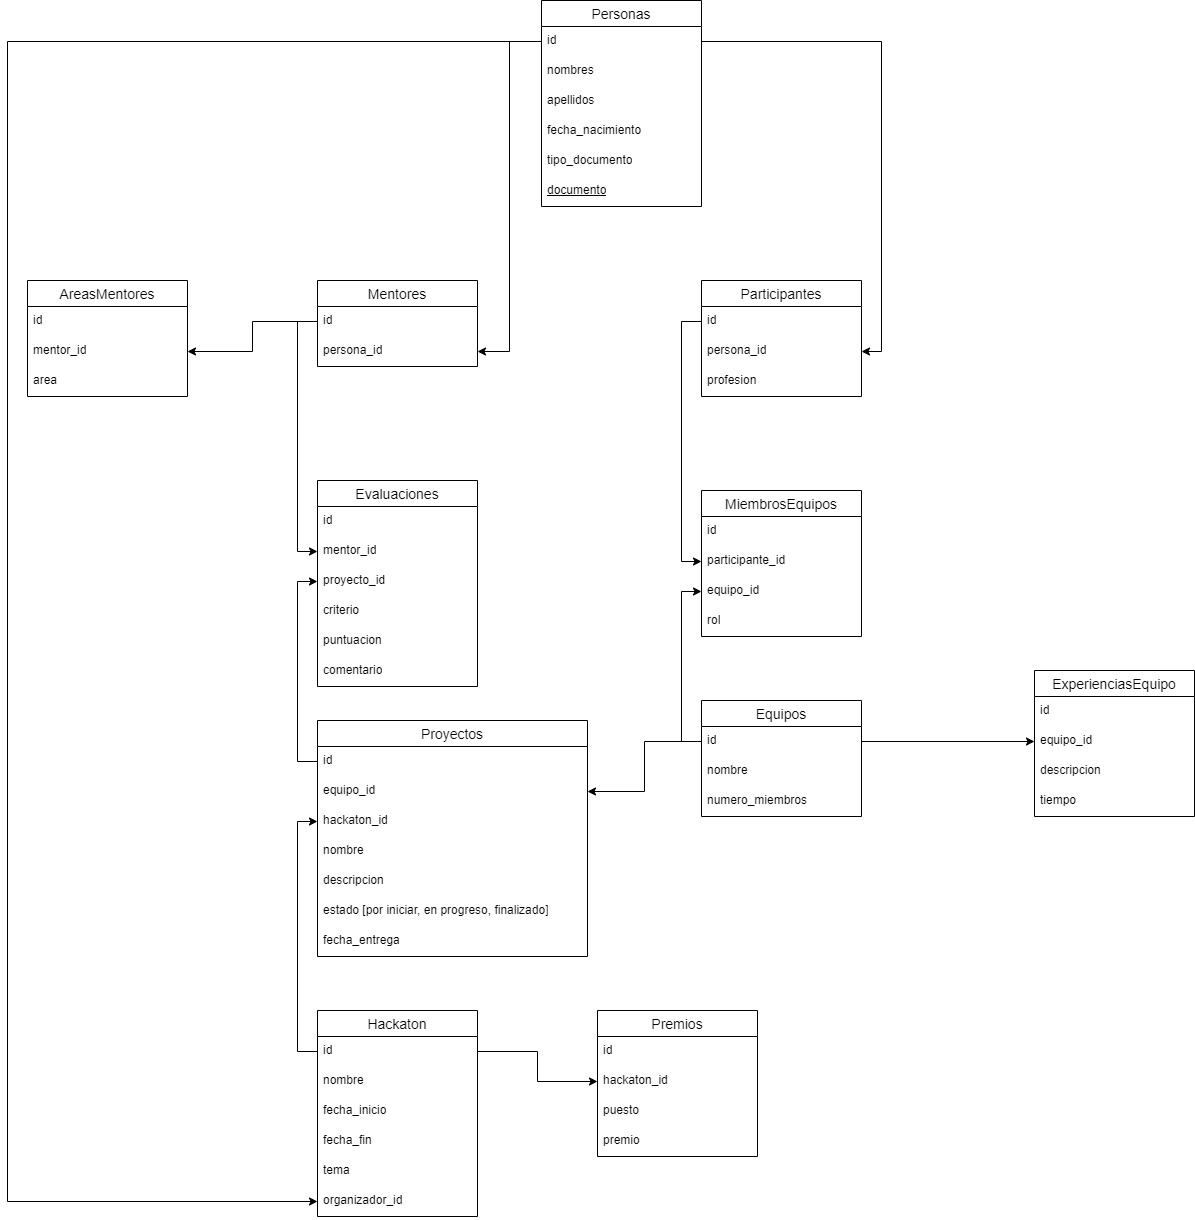 Personas
id
nombres
apellidos
fecha_nacimiento
tipo_documento
documento
AreasMentores
id
mentor_id
area
Mentores
id
persona_id
Participantes
id
persona_id
profesion
Evaluaciones
id
mentor_id
proyecto_id
criterio
puntuacion
comentario
MiembrosEquipos
id
participante_id
equipo_id
rol
Proyectos
id
equipo_id
hackaton_id
nombre
descripcion
estado [por iniciar, en progreso, finalizado]
fecha_entrega
Equipos
id
nombre
numero_miembros
ExperienciasEquipo
id
equipo_id
descripcion
tiempo
Hackaton
id
nombre
fecha_inicio
fecha_fin
tema
organizador_id
Premios
id
hackaton_id
puesto
premio